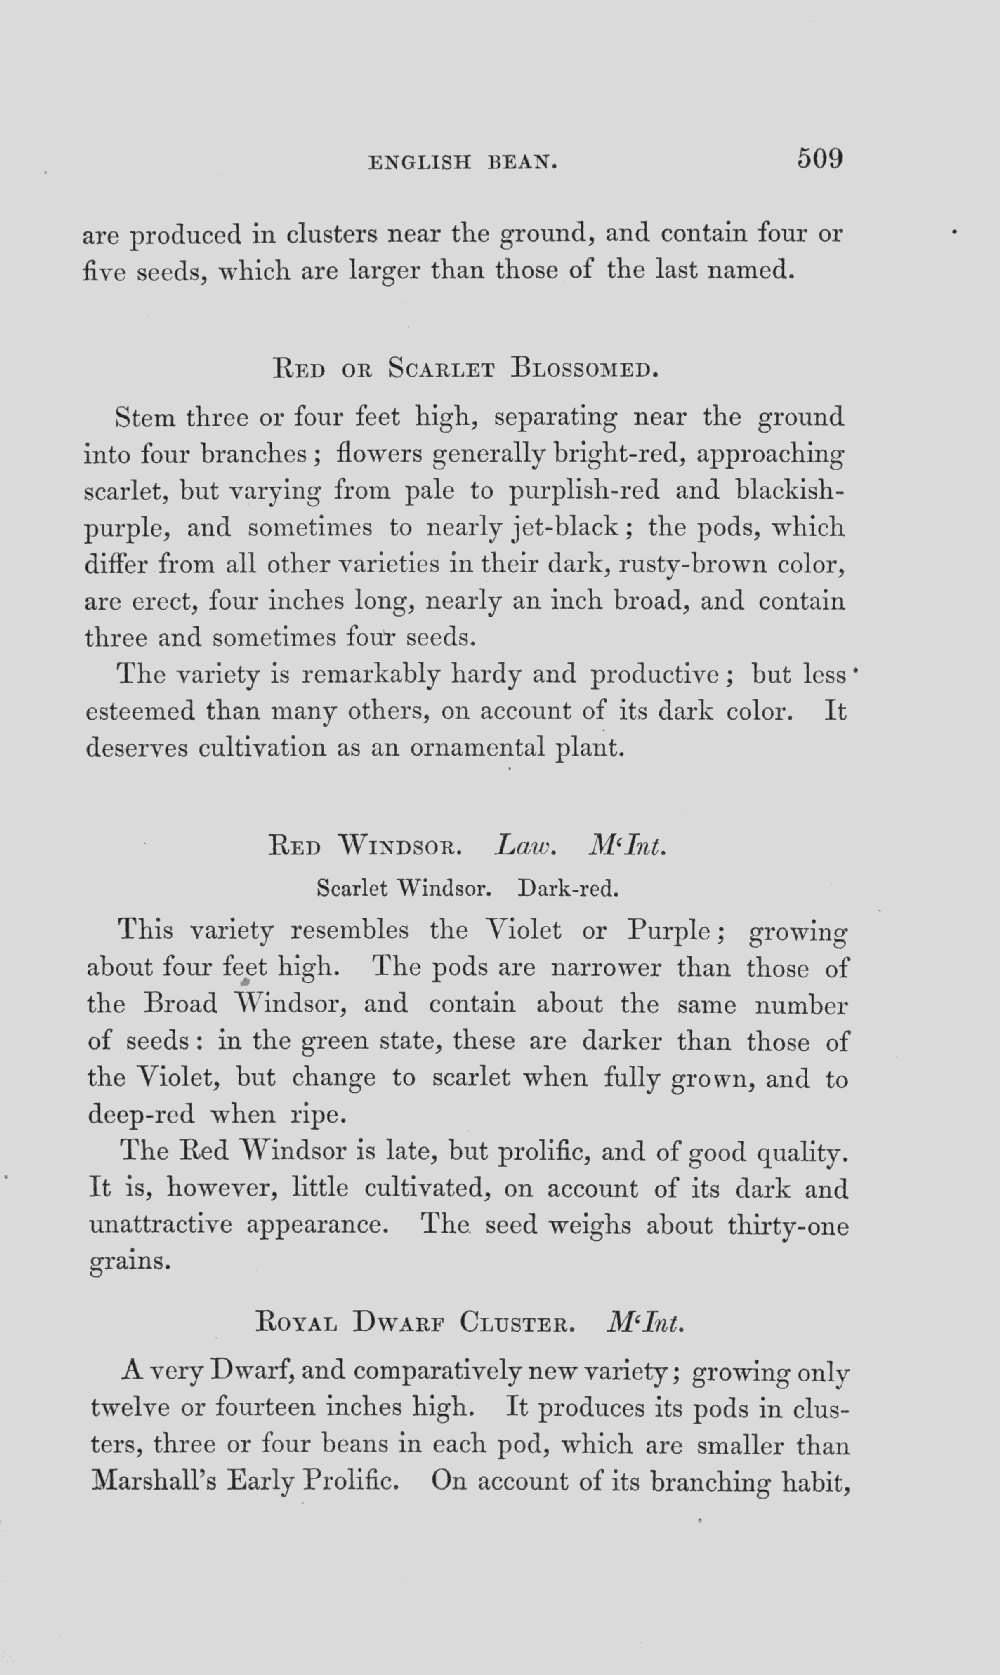 ENGLISH BEAN. 509
are produced in clusters near the ground, and contain four or
five seeds, which are larger than those of the last named.
RED OR SCARLET BLOSSOMED.
Stem three or four feet high, separating near the ground
into four branches; flowers generally bright-red, approaching
scarlet, but varying from pale to purplish-red and blackish-
purple, and sometimes to nearly jet-black; the pods, which
differ from all other varieties in their dark, rusty-brown color,
are erect, four inches long, nearly an inch broad, and contain
three and sometimes four seeds.
The variety is remarkably hardy and productive; but less
esteemed than many others, on account of its dark color. It
deserves cultivation as an ornamental plant.
RED WINDSOR. Law. M‘Int.
Scarlet Windsor. Dark-red.
This variety resembles the Violet or Purple; growing
about four feet high. The pods are narrower than those of
the Broad Windsor, and contain about the same number
of seeds: in the green state, these are darker than those of
the Violet, but change to scarlet when fully grown, and to
deep-red when ripe.
The Red Windsor is late, but prolific, and of good quality.
It is, however, little cultivated, on account of its dark and
unattractive appearance. The seed weighs about thirty-one
grains.
ROYAL DWARF CLUSTER. M‘Int.
A very Dwarf, and comparatively new variety; growing only
twelve or fourteen inches high. It produces its pods in clus-
ters, three or four beans in each pod, which are smaller than
Marshall's Early Prolific. On account of its branching habit,